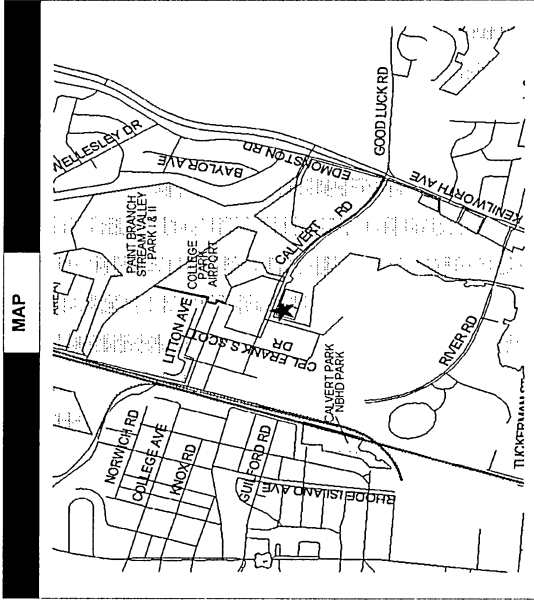 MAP
WELLESLEY DR
BAYLOR AVE
EDMONSTON RD
GOOD LUCK RD
KENILWORTH AVE
PAINT BRANCH
STREAM VALLEY
PARK I & II
COLLEGE
PARK
AIRPORT
CALVERT
RD
LITTON AVE
CPL FRANK S SCOT
DR
RIVER RD
CALVERT PARK
NBHD PARK
NORWICH RD
COLLEGE AVE
KNOX RD
GUILFORD RD
RHODE ISLAND AVE